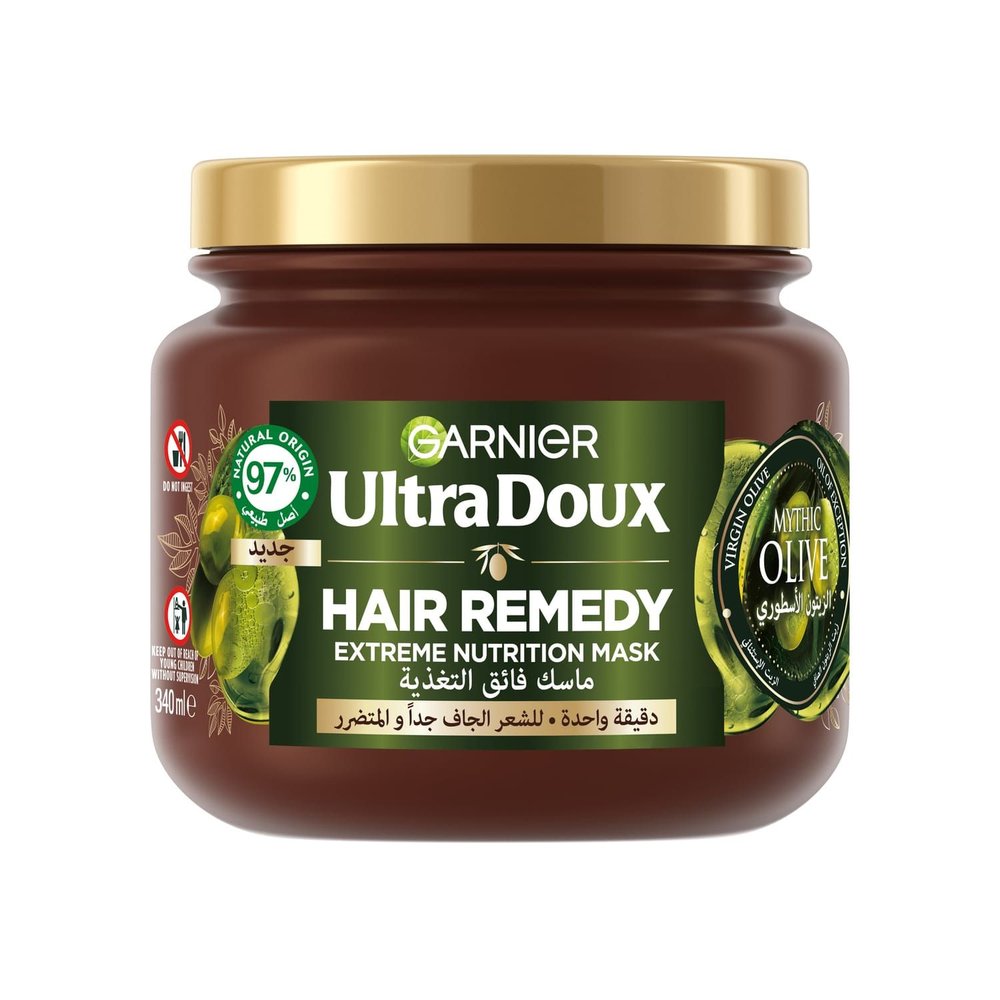 GARNIER
UltraDoux
HAIR REMEDY
EXTREME NUTRITION MASK
ماسك فائق التغذية
دقيقة واحدة • للشعر الجاف جداً و المتضرر
NATURAL ORIGIN
97%
أصل طبيعي
جديد
DO NOT INGEST
KEEP OUT OF REACH OF
YOUNG CHILDREN
WITHOUT SUPERVISION
340 ml e
VIRGIN OLIVE
OIL OF EXCEPTION
MYTHIC
OLIVE
الزيتون الأسطوري